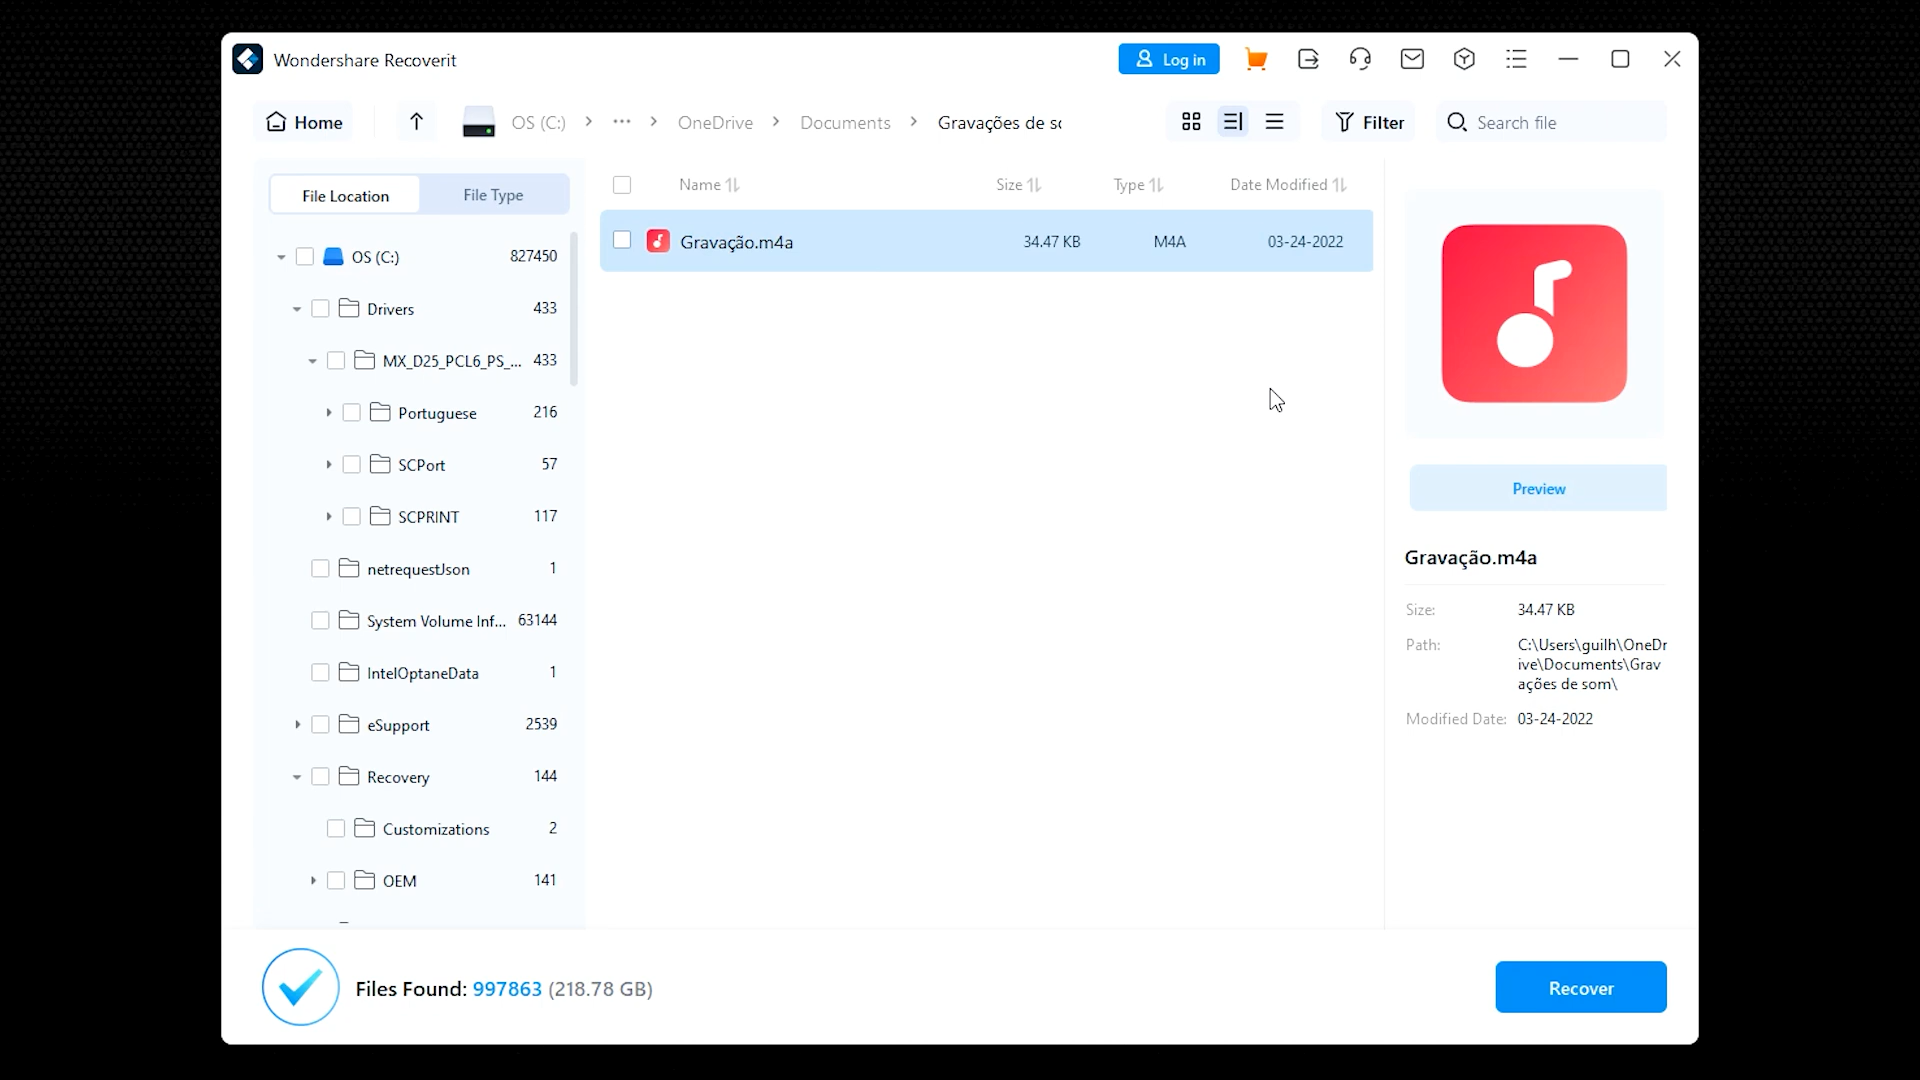 Wondershare Recoverit
Log in
Home
OS (C:)
OneDrive
Documents
Gravações de so
Filter
Search file
File Location
File Type
OS (C:) 827450
Drivers 433
MX_D25_PCL6_PS_... 433
Portuguese 216
SCPort 57
SCPRINT 117
netrequestJson 1
System Volume Inf... 63144
IntelOptaneData 1
eSupport 2539
Recovery 144
Customizations 2
OEM 141
Name Size Type Date Modified
Gravação.m4a 34.47 KB M4A 03-24-2022
Preview
Gravação.m4a
Size: 34.47 KB
Path: C:\Users\guilh\OneDr
ive\Documents\Grav
ações de som\
Modified Date: 03-24-2022
Files Found: 997863 (218.78 GB)
Recover